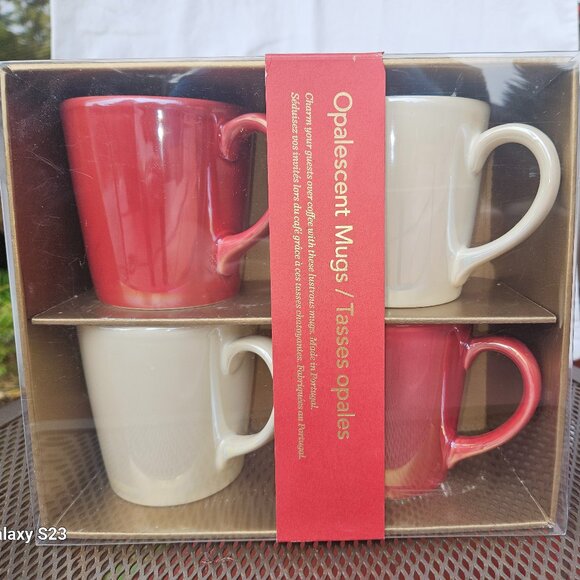 Opalescent Mugs / Tasses opales
Charm your guests over coffee with these lustrous mugs. Made in Portugal.
Séduisez vos invités lors du café grâce à ces tasses chatoyantes. Fabriquées au Portugal.
alaxy S23